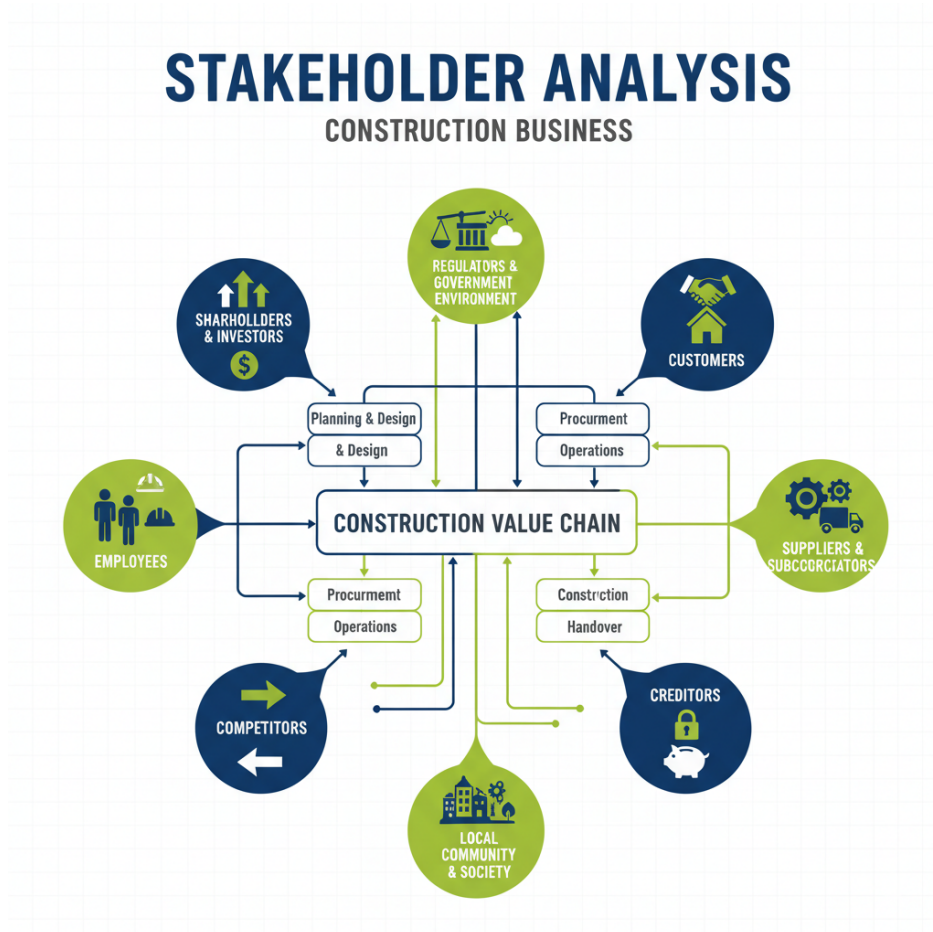 STAKEHOLDER ANALYSIS
CONSTRUCTION BUSINESS
REGULATORS &
GOVERNMENT
ENVIRONMENT
SHARHOLLDERS
& INVESTORS
$
CUSTOMERS
Planning & Design
& Design
Procurment
Operations
EMPLOYEES
CONSTRUCTION VALUE CHAIN
SUPPLIERS &
SUBCCORCIATORS
Procurmemt
Operations
Constrction
Handover
COMPETITORS
CREDITORS
LOCAL
COMMUNITY
& SOCIETY